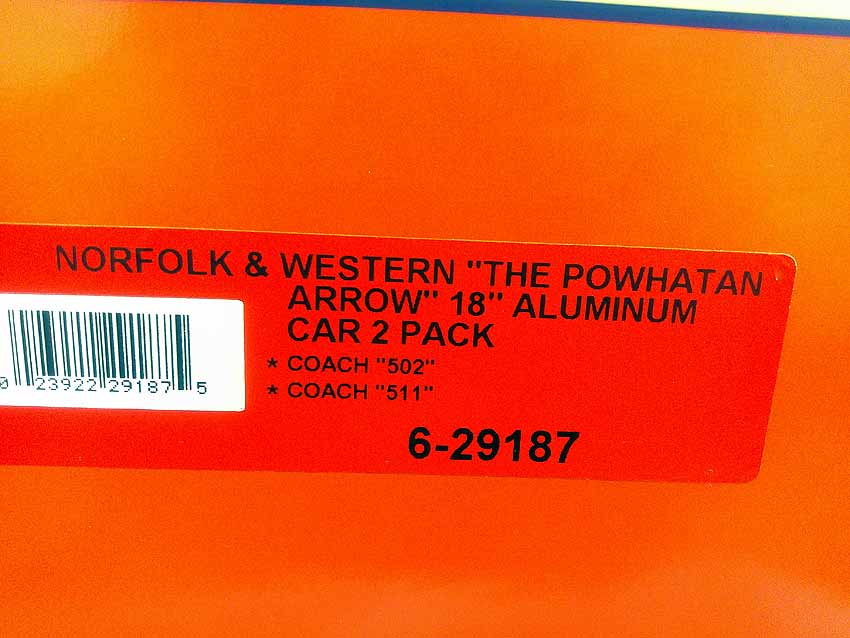 NORFOLK & WESTERN "THE POWHATAN
ARROW" 18" ALUMINUM
CAR 2 PACK
* COACH "502"
* COACH "511"
0 23922 29187 5
6-29187